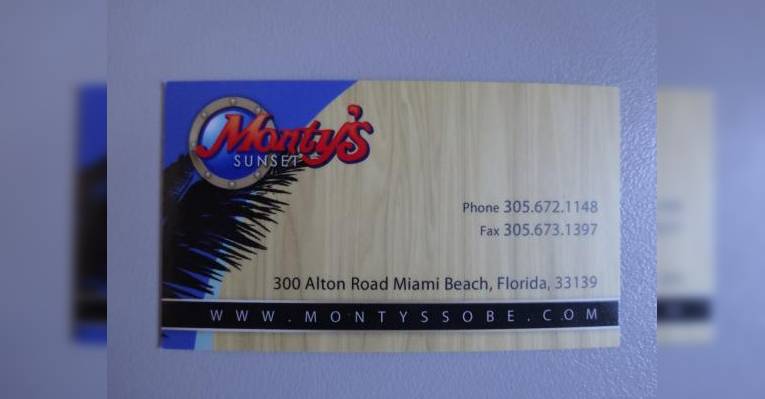 Monty's
SUNSET
Phone 305.672.1148
Fax 305.673.1397
300 Alton Road Miami Beach, Florida, 33139
WWW.MONTYSSOBE.COM